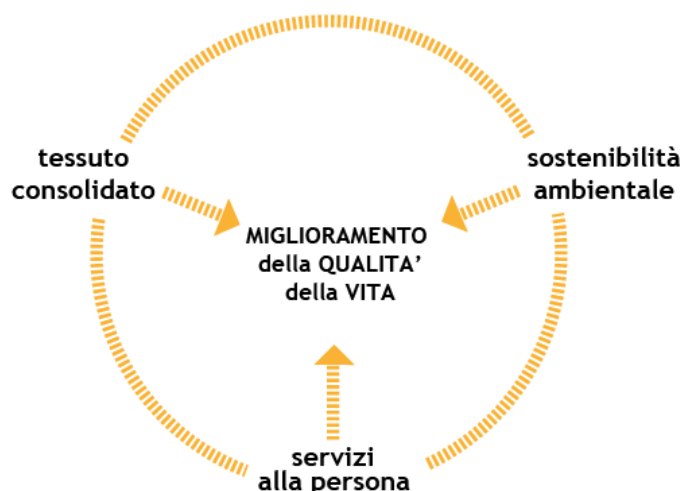 tessuto
consolidato
sostenibilità
ambientale
MIGLIORAMENTO
della QUALITA’
della VITA
servizi
alla persona